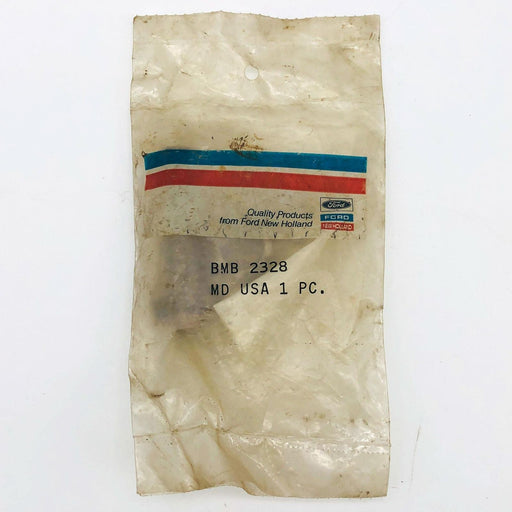 Quality Products
from Ford New Holland
Ford
FORD
NEW HOLLAND
BMB 2328
MD USA 1 PC.